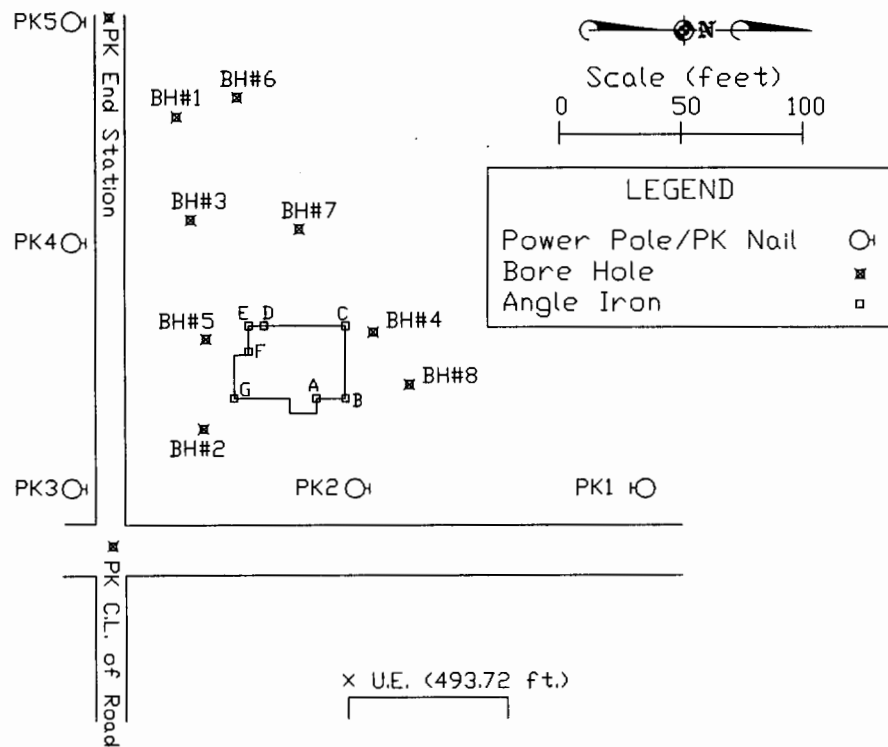 PK5
PK End Station
BH#1
BH#6
N
Scale (feet)
0 50 100
LEGEND
Power Pole/PK Nail
Bore Hole
Angle Iron
BH#3
BH#7
PK4
BH#5
E D C
BH#4
F
BH#8
G A B
BH#2
PK3
PK2
PK1
PK C.L. of Road
× U.E. (493.72 ft.)